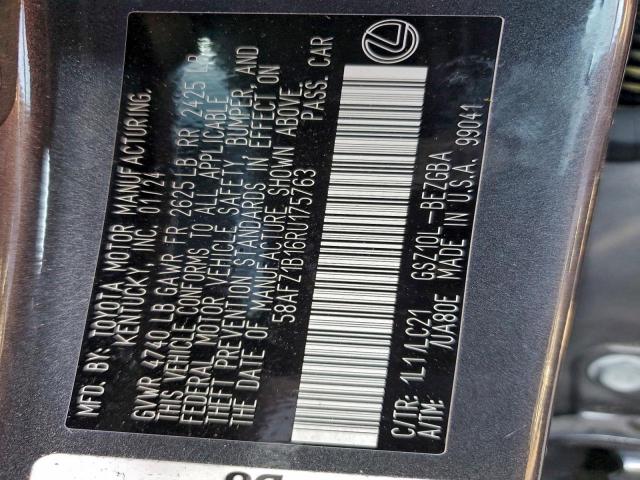 MFD. BY: TOYOTA MOTOR MANUFACTURING,
KENTUCKY, INC. 01/24
GVWR 4740 LB GAWR FR 2625 LB RR 2425 LB
THIS VEHICLE CONFORMS TO ALL APPLICABLE
FEDERAL MOTOR VEHICLE SAFETY, BUMPER, AND
THEFT PREVENTION STANDARDS IN EFFECT ON
THE DATE OF MANUFACTURE SHOWN ABOVE.
58AFZ1B16RU175763 PASS. CAR
C/TR: 1L1/LC21 GSZ10L-BEZGBA
A/TM: /UA80E MADE IN U.S.A. 99041